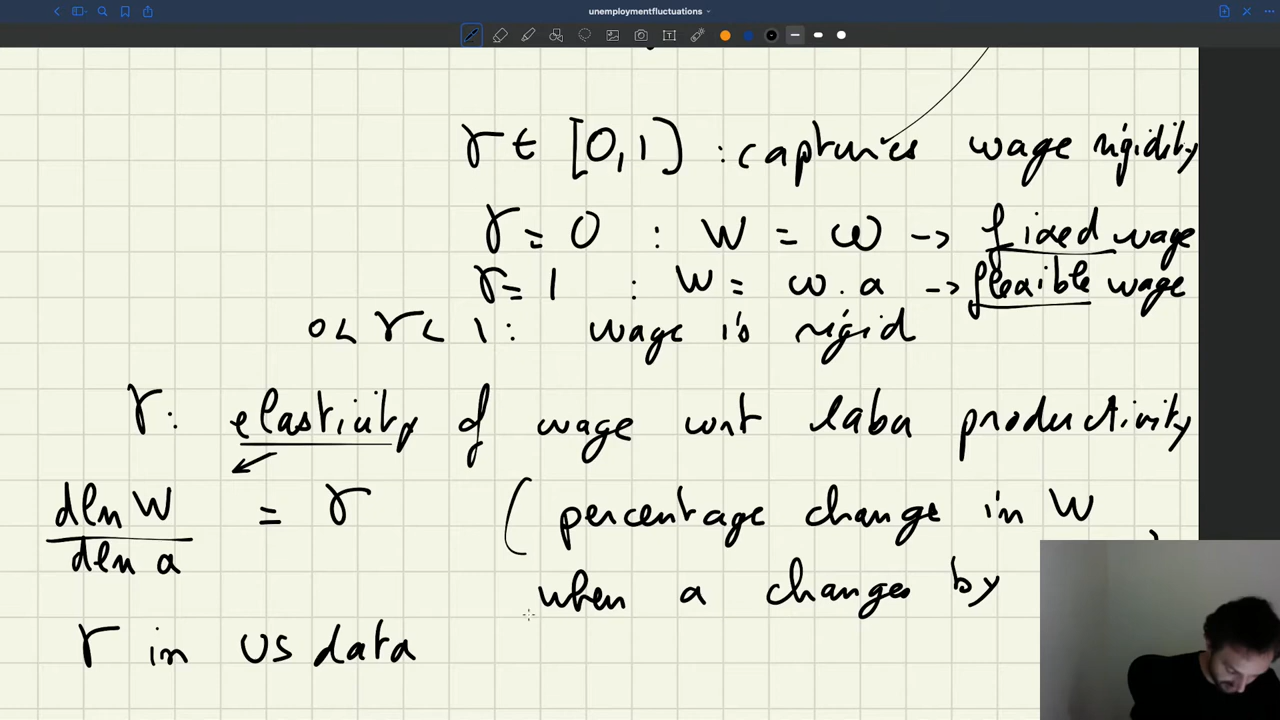 unemploymentfluctuations
γ ∈ [0,1] : captures wage rigidity
γ = 0 : W = ω -> fixed wage
γ = 1 : W = ω . a -> flexible wage
0 < γ < 1 : wage is rigid
γ : elasticity of wage wrt labor productivity
dln W / dln a = γ (percentage change in W
when a changes by
γ in US data